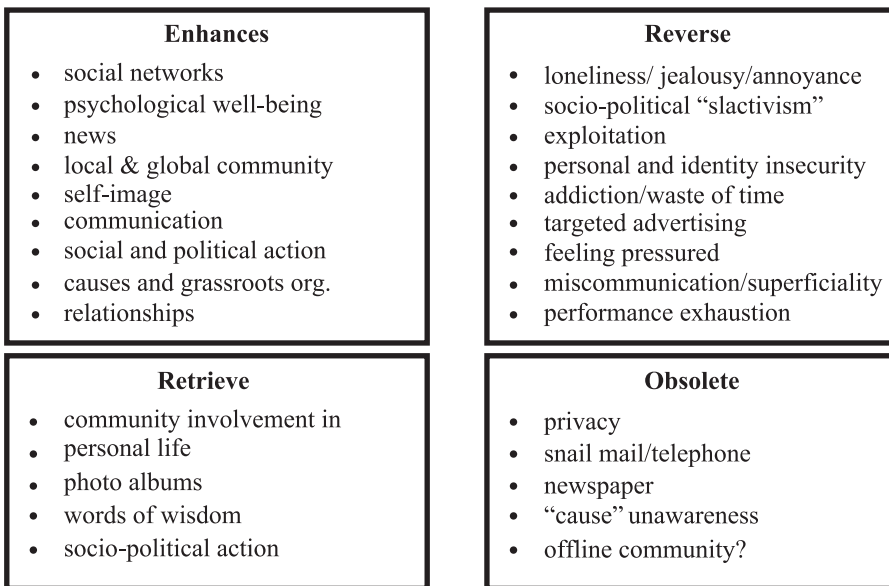 Enhances
• social networks
• psychological well-being
• news
• local & global community
• self-image
• communication
• social and political action
• causes and grassroots org.
• relationships
Reverse
• loneliness/ jealousy/annoyance
• socio-political “slactivism”
• exploitation
• personal and identity insecurity
• addiction/waste of time
• targeted advertising
• feeling pressured
• miscommunication/superficiality
• performance exhaustion
Retrieve
• community involvement in
• personal life
• photo albums
• words of wisdom
• socio-political action
Obsolete
• privacy
• snail mail/telephone
• newspaper
• “cause” unawareness
• offline community?